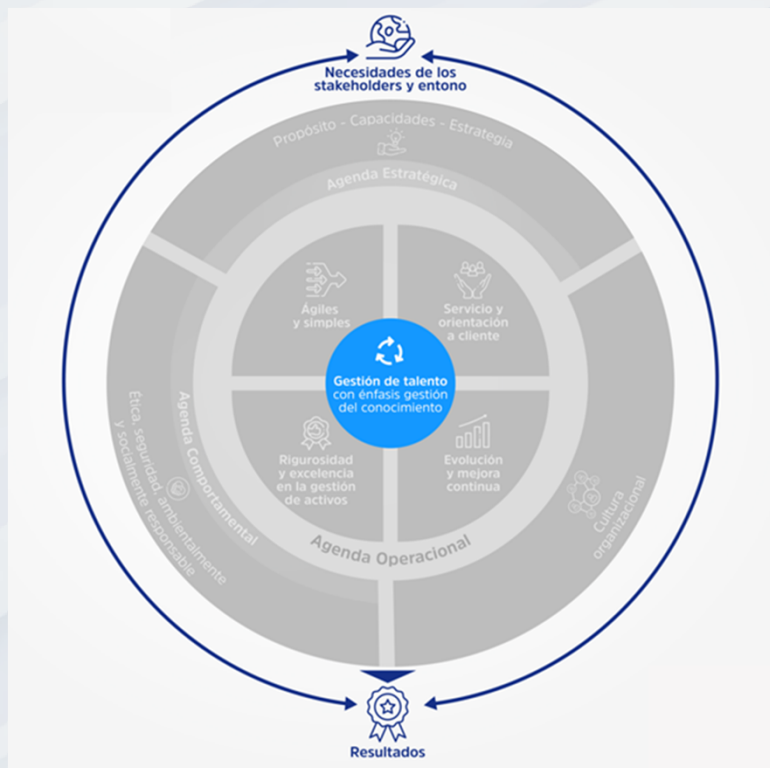 Necesidades de los
stakeholders y entono
Propósito - Capacidades - Estrategia
Agenda Estratégica
Ágiles
y simples
Servicio y
orientación
a cliente
Gestión de talento
con énfasis gestión
del conocimiento
Rigurosidad
y excelencia
en la gestión
de activos
Evolución
y mejora
continua
Agenda Operacional
Agenda Comportamental
Ética, seguridad, ambientalmente
y socialmente responsable
Cultura
organizacional
Resultados